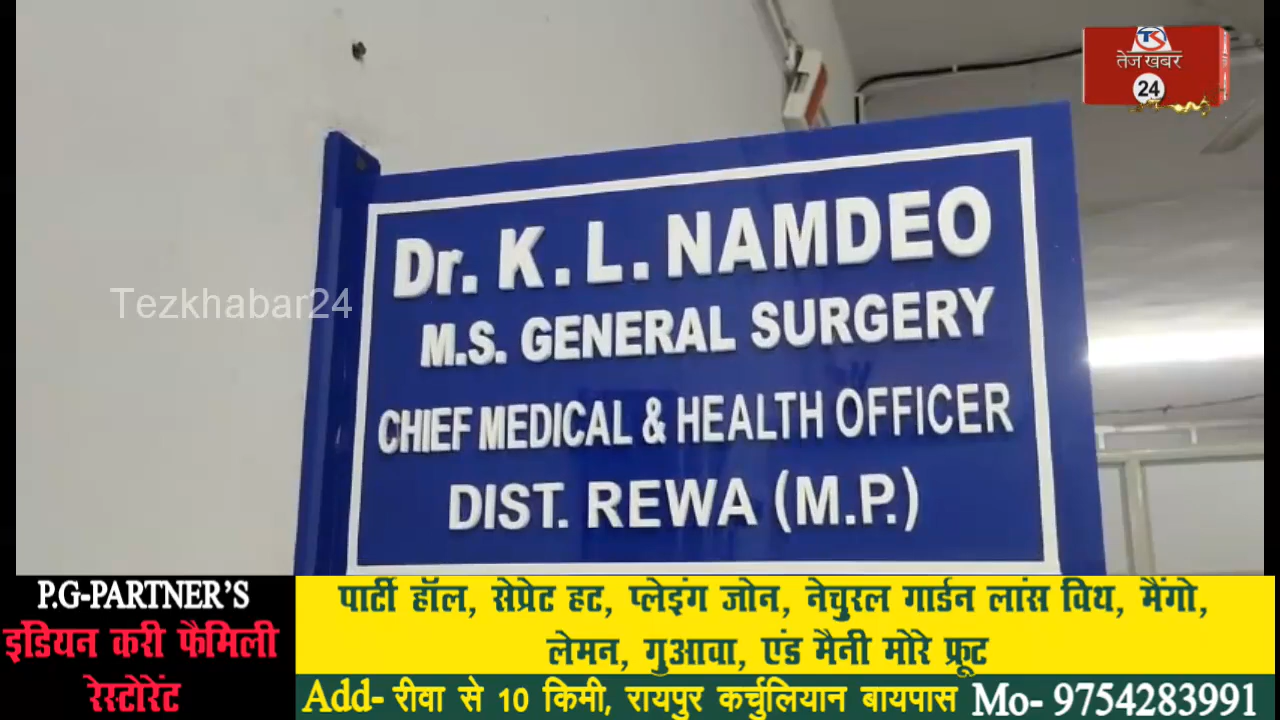 तेज खबर
24
Dr. K. L. NAMDEO
M.S. GENERAL SURGERY
CHIEF MEDICAL & HEALTH OFFICER
DIST. REWA (M.P.)
Tezkhabar24
P.G-PARTNER'S
इंडियन करी फैमिली
रेस्टोरेंट
पार्टी हॉल, सेप्रेट हट, प्लेइंग जोन, नेचुरल गार्डन लांस विथ, मैंगो,
लेमन, गुआवा, एंड मैनी मोरे फ्रूट
Add- रीवा से 10 किमी, रायपुर कर्चुलियान बायपास Mo- 9754283991